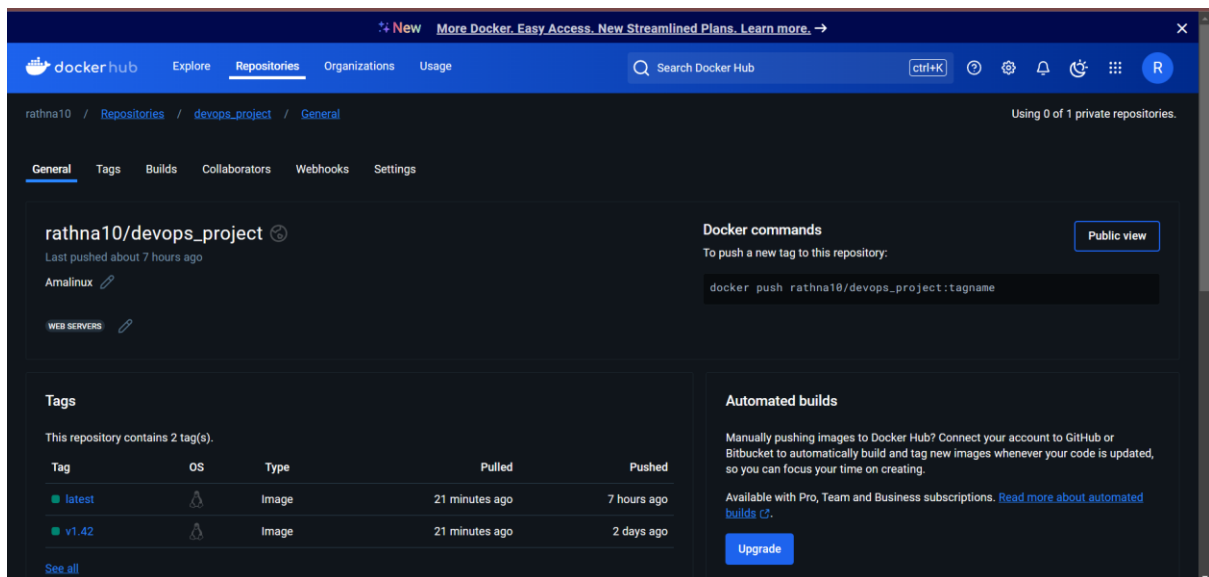 New More Docker. Easy Access. New Streamlined Plans. Learn more. →
dockerhub Explore Repositories Organizations Usage Search Docker Hub ctrl+K R
rathna10 / Repositories / devops_project / General Using 0 of 1 private repositories.
General Tags Builds Collaborators Webhooks Settings
rathna10/devops_project
Last pushed about 7 hours ago
Amalinux
WEB SERVERS
Docker commands
Public view
To push a new tag to this repository:
docker push rathna10/devops_project:tagname
Tags
This repository contains 2 tag(s).
Tag OS Type Pulled Pushed
latest Image 21 minutes ago 7 hours ago
v1.42 Image 21 minutes ago 2 days ago
See all
Automated builds
Manually pushing images to Docker Hub? Connect your account to GitHub or
Bitbucket to automatically build and tag new images whenever your code is updated,
so you can focus your time on creating.
Available with Pro, Team and Business subscriptions. Read more about automated
builds.
Upgrade